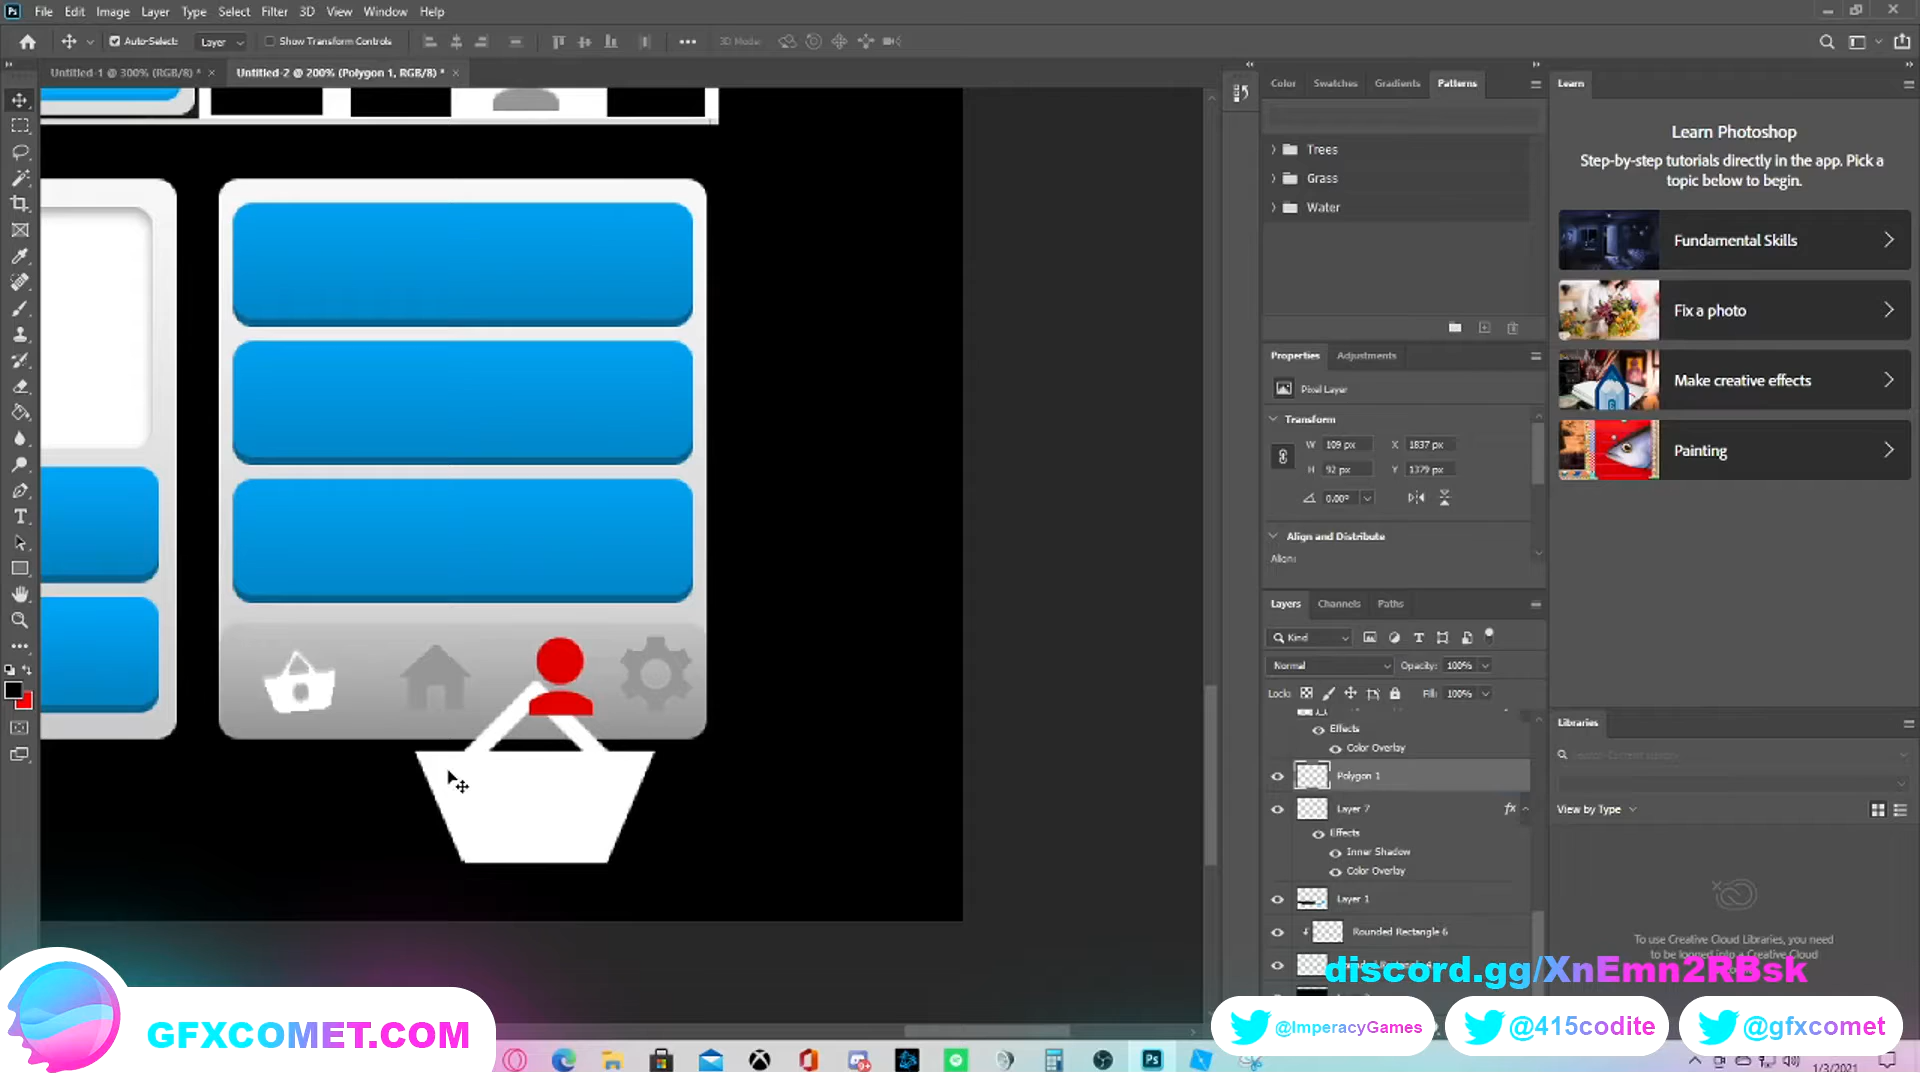 Ps File Edit Image Layer Type Select Filter 3D View Window Help
Auto-Select: Layer Show Transform Controls 3D Mode:
Untitled-1 @ 300% (RGB/8) * × Untitled-2 @ 200% (Polygon 1, RGB/8) * ×
Color Swatches Gradients Patterns
Trees
Grass
Water
Properties Adjustments
Pixel Layer
Transform
W 109 px X 1837 px
H 92 px Y 1379 px
0.00°
Align and Distribute
Align:
Layers Channels Paths
Kind
Normal Opacity: 100%
Lock: Fill: 100%
Effects
Color Overlay
Polygon 1
Layer 7 fx
Effects
Inner Shadow
Color Overlay
Layer 1
Rounded Rectangle 6
Learn
Learn Photoshop
Step-by-step tutorials directly in the app. Pick a
topic below to begin.
Fundamental Skills
Fix a photo
Make creative effects
Painting
Libraries
View by Type
To use Creative Cloud Libraries, you need
to be logged into a Creative Cloud
discord.gg/XnEmn2RBsk
GFXCOMET.COM
@ImperacyGames
@415codite
@gfxcomet
Ps
1/3/2021